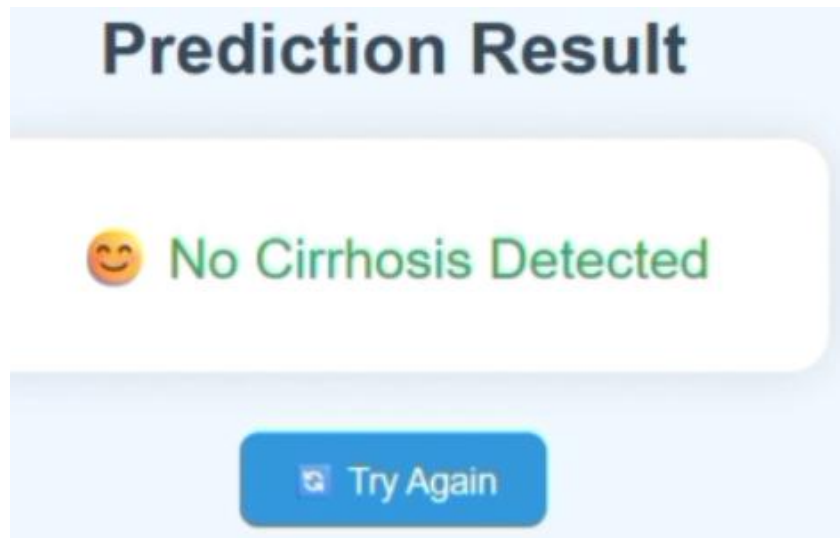 Prediction Result
😊 No Cirrhosis Detected
🔄 Try Again